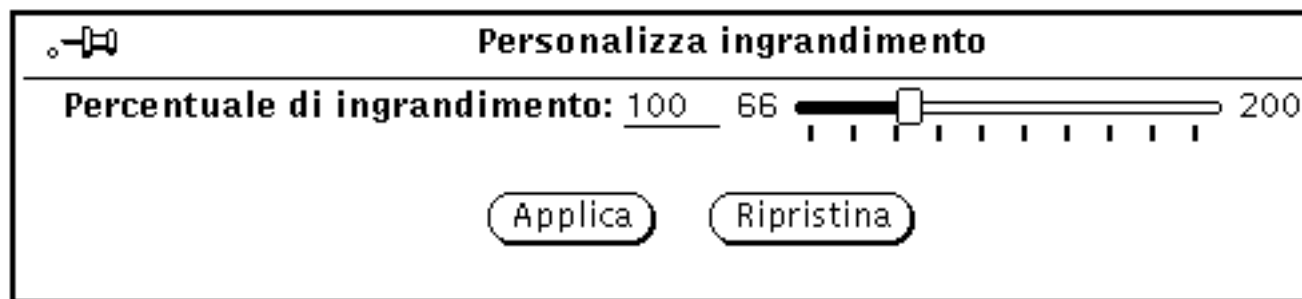 Personalizza ingrandimento
Percentuale di ingrandimento: 100 66 200
Applica Ripristina